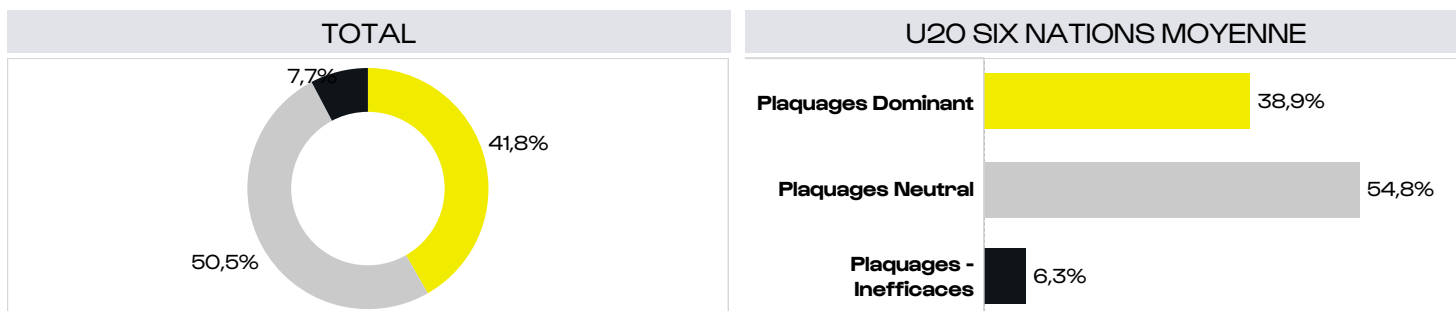 TOTAL
7,7%
41,8%
50,5%
U20 SIX NATIONS MOYENNE
Plaquages Dominant
38,9%
Plaquages Neutral
54,8%
Plaquages -
Inefficaces
6,3%